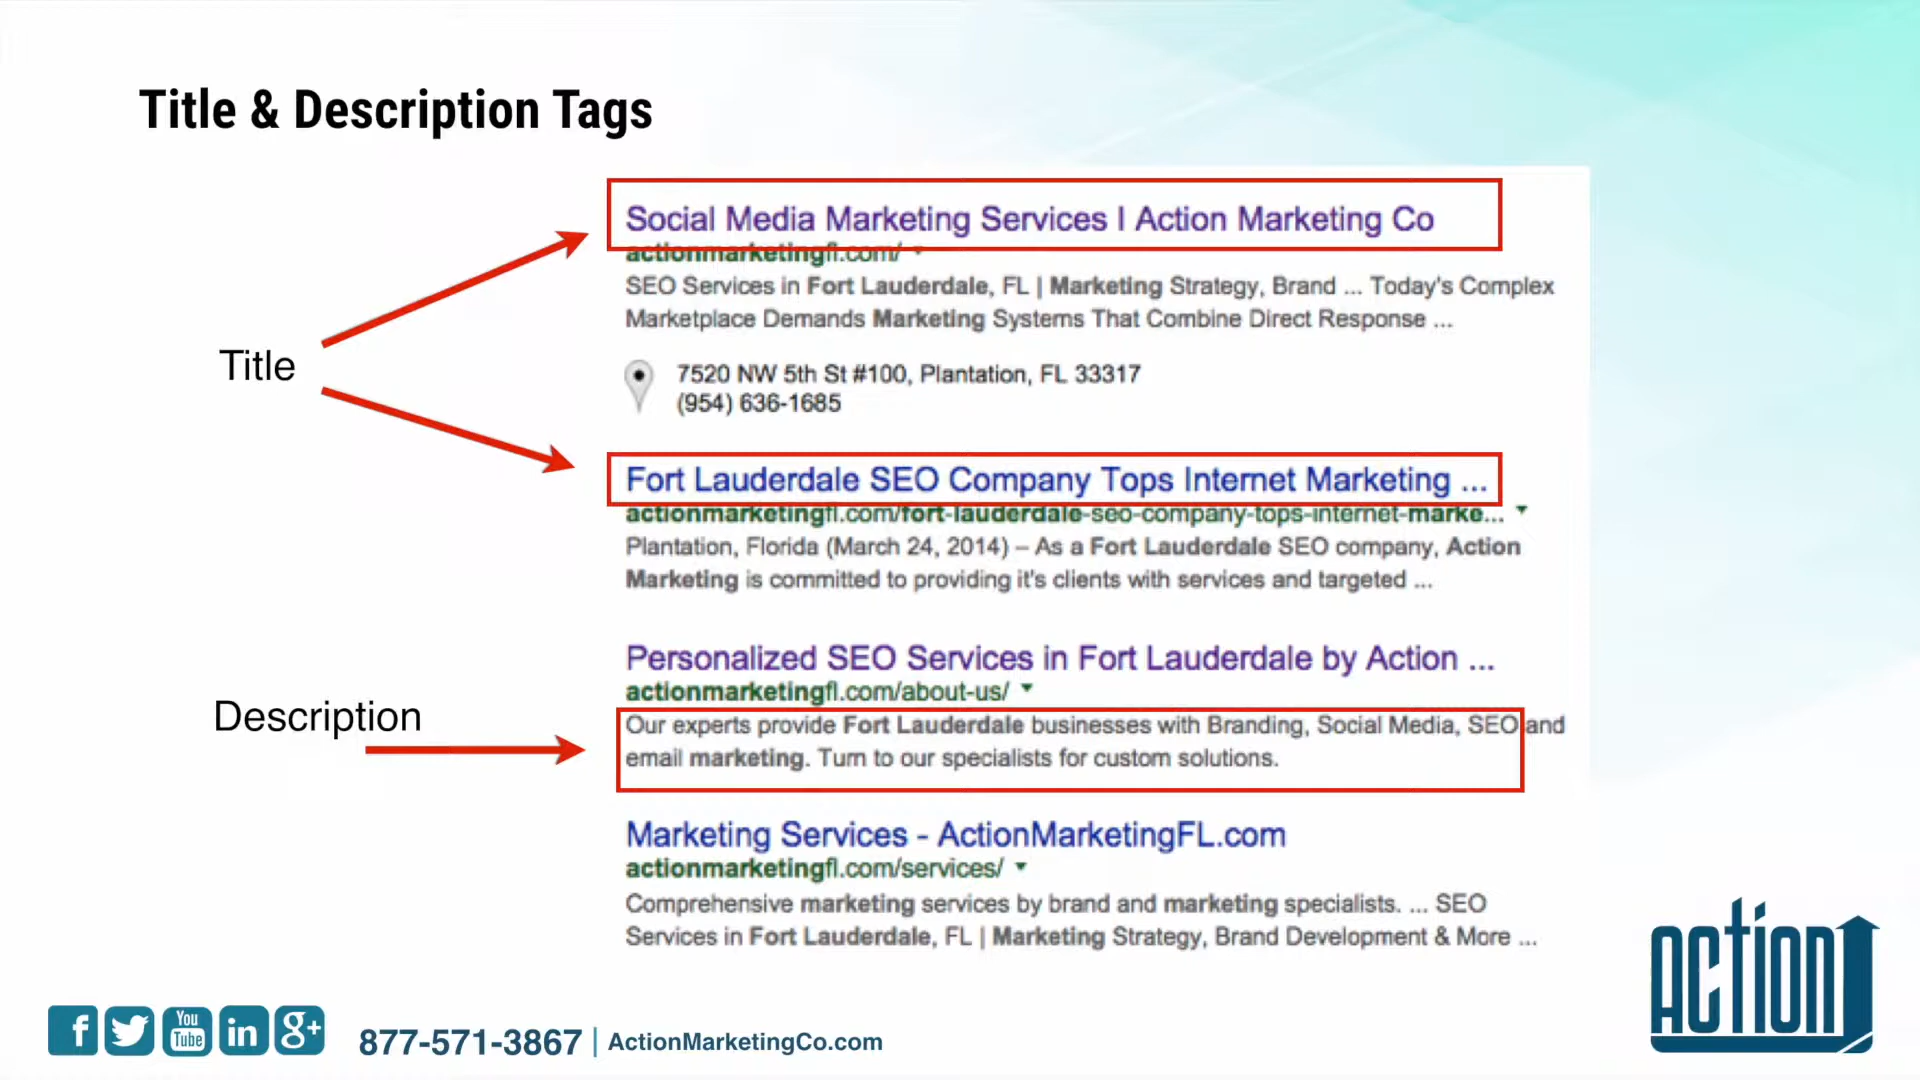 Title & Description Tags
Social Media Marketing Services I Action Marketing Co
actionmarketingfl.com/
SEO Services in Fort Lauderdale, FL | Marketing Strategy, Brand ... Today's Complex
Marketplace Demands Marketing Systems That Combine Direct Response ...
Title
7520 NW 5th St #100, Plantation, FL 33317
(954) 636-1685
Fort Lauderdale SEO Company Tops Internet Marketing ...
actionmarketingfl.com/fort-lauderdale-seo-company-tops-internet-marke...
Plantation, Florida (March 24, 2014) – As a Fort Lauderdale SEO company, Action
Marketing is committed to providing it's clients with services and targeted ...
Personalized SEO Services in Fort Lauderdale by Action ...
actionmarketingfl.com/about-us/
Description
Our experts provide Fort Lauderdale businesses with Branding, Social Media, SEO and
email marketing. Turn to our specialists for custom solutions.
Marketing Services - ActionMarketingFL.com
actionmarketingfl.com/services/
Comprehensive marketing services by brand and marketing specialists. ... SEO
Services in Fort Lauderdale, FL | Marketing Strategy, Brand Development & More ...
action
f You Tube in g+ 877-571-3867 | ActionMarketingCo.com